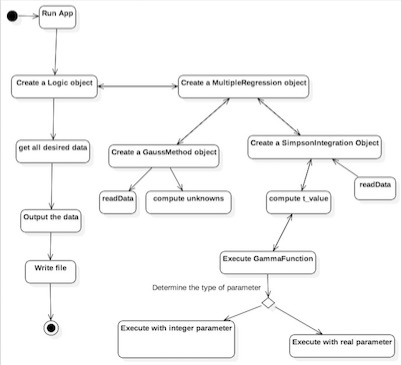 Run App
Create a Logic object
Create a MultipleRegression object
get all desired data
Create a GaussMethod object
Create a SimpsonIntegration Object
readData
compute unknowns
compute t_value
readData
Output the data
Write file
Execute GammaFunction
Determine the type of parameter
Execute with integer parameter
Execute with real parameter